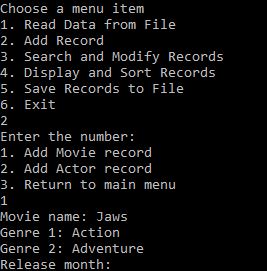 Choose a menu item
1. Read Data from File
2. Add Record
3. Search and Modify Records
4. Display and Sort Records
5. Save Records to File
6. Exit
2
Enter the number:
1. Add Movie record
2. Add Actor record
3. Return to main menu
1
Movie name: Jaws
Genre 1: Action
Genre 2: Adventure
Release month: